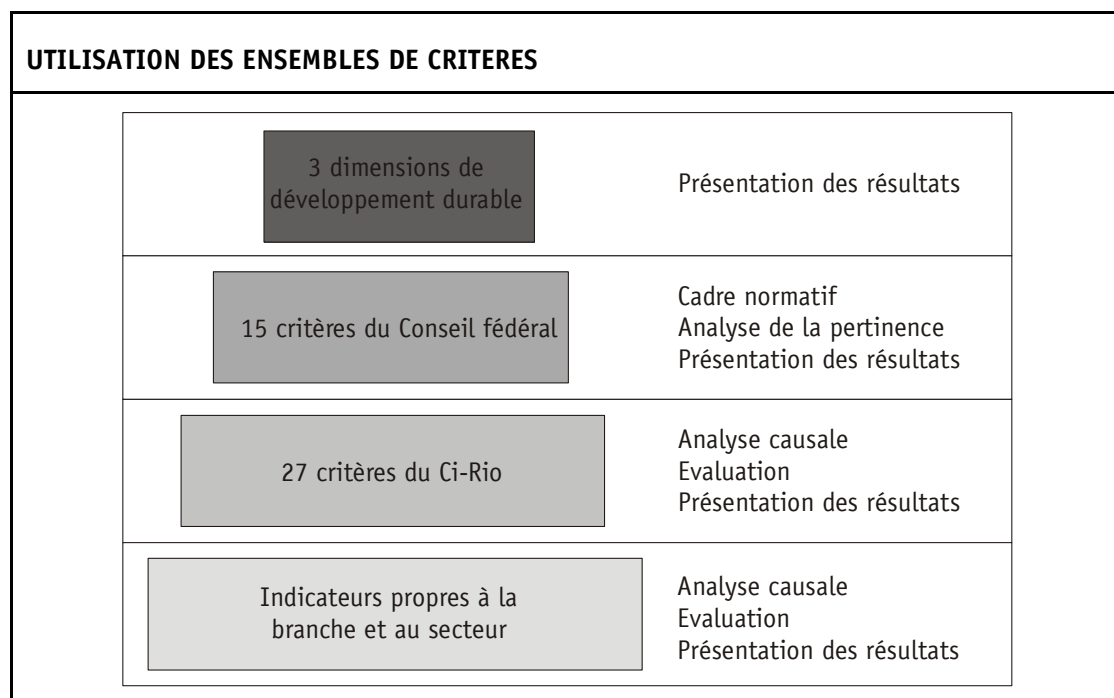 UTILISATION DES ENSEMBLES DE CRITERES
3 dimensions de
développement durable
Présentation des résultats
15 critères du Conseil fédéral
Cadre normatif
Analyse de la pertinence
Présentation des résultats
27 critères du Ci-Rio
Analyse causale
Evaluation
Présentation des résultats
Indicateurs propres à la
branche et au secteur
Analyse causale
Evaluation
Présentation des résultats